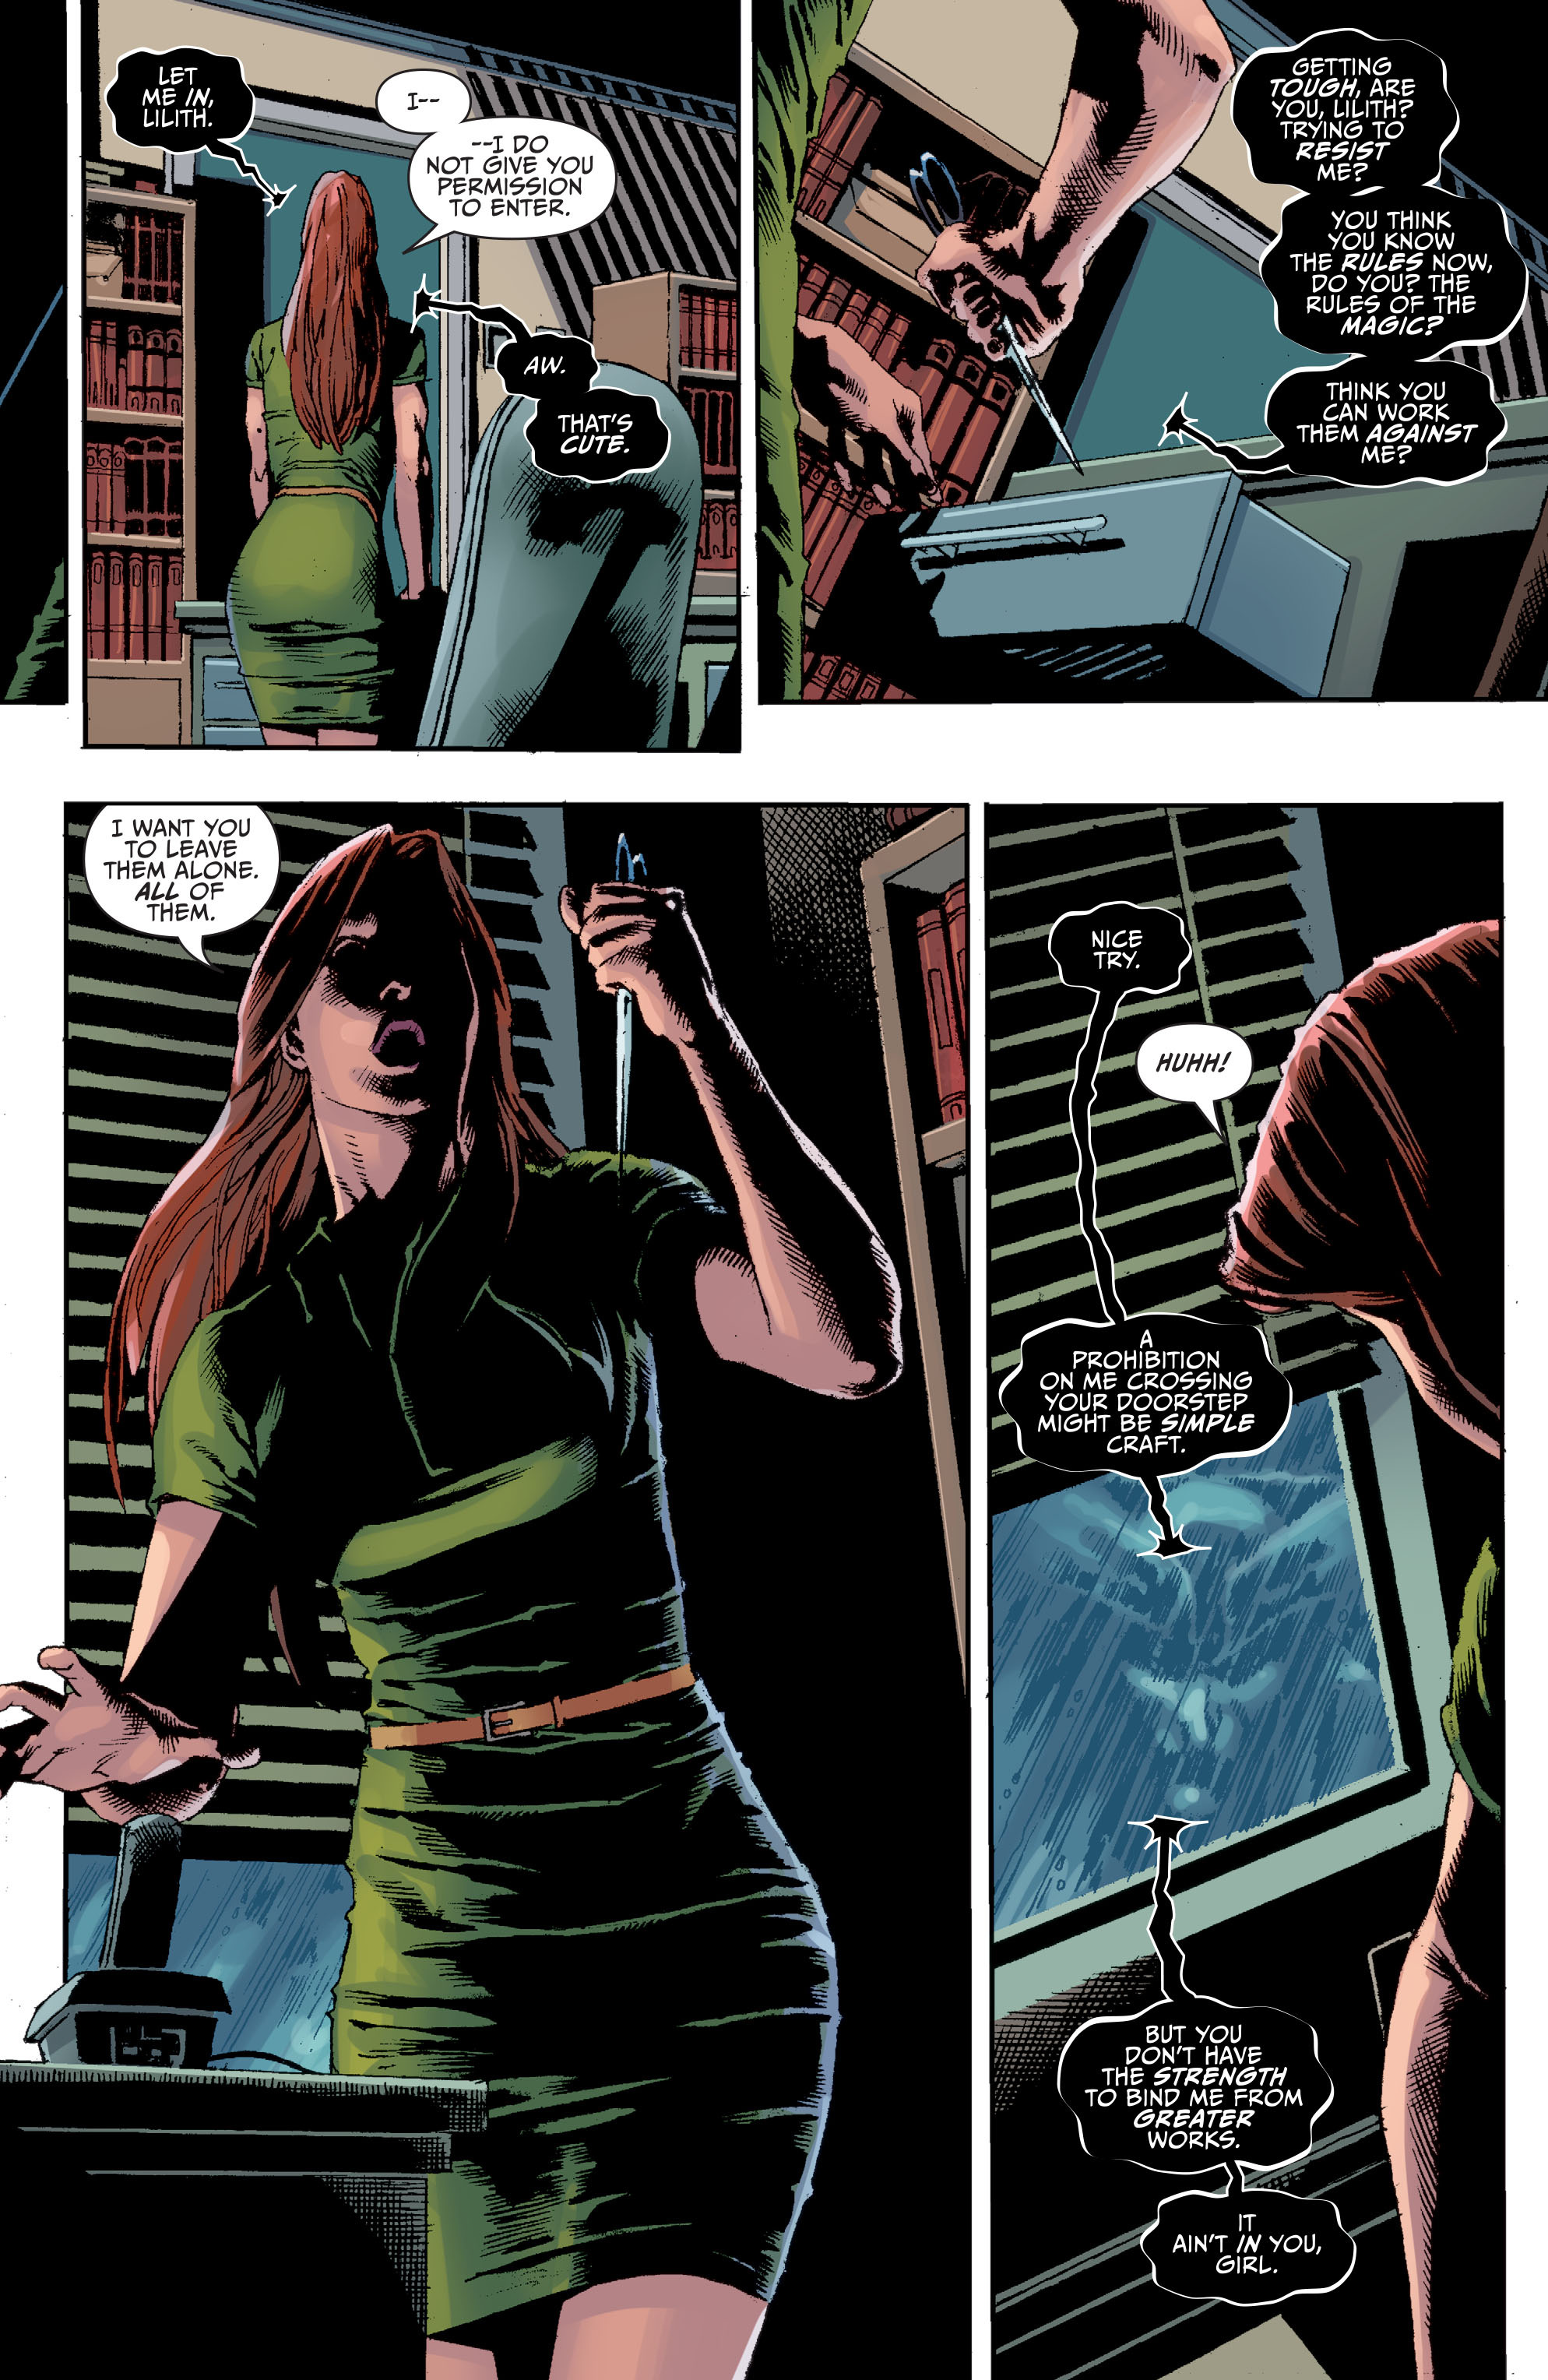 LET
ME IN,
LILITH.
I--
--I DO
NOT GIVE YOU
PERMISSION
TO ENTER.
AW.
THAT'S
CUTE.
GETTING
TOUGH, ARE
YOU, LILITH?
TRYING TO
RESIST
ME?
YOU THINK
YOU KNOW
THE RULES NOW,
DO YOU? THE
RULES OF THE
MAGIC?
THINK YOU
CAN WORK
THEM AGAINST
ME?
I WANT YOU
TO LEAVE
THEM ALONE.
ALL OF
THEM.
NICE
TRY.
HUHH!
A
PROHIBITION
ON ME CROSSING
YOUR DOORSTEP
MIGHT BE SIMPLE
CRAFT.
BUT YOU
DON'T HAVE
THE STRENGTH
TO BIND ME FROM
GREATER
WORKS.
IT
AIN'T IN YOU,
GIRL.